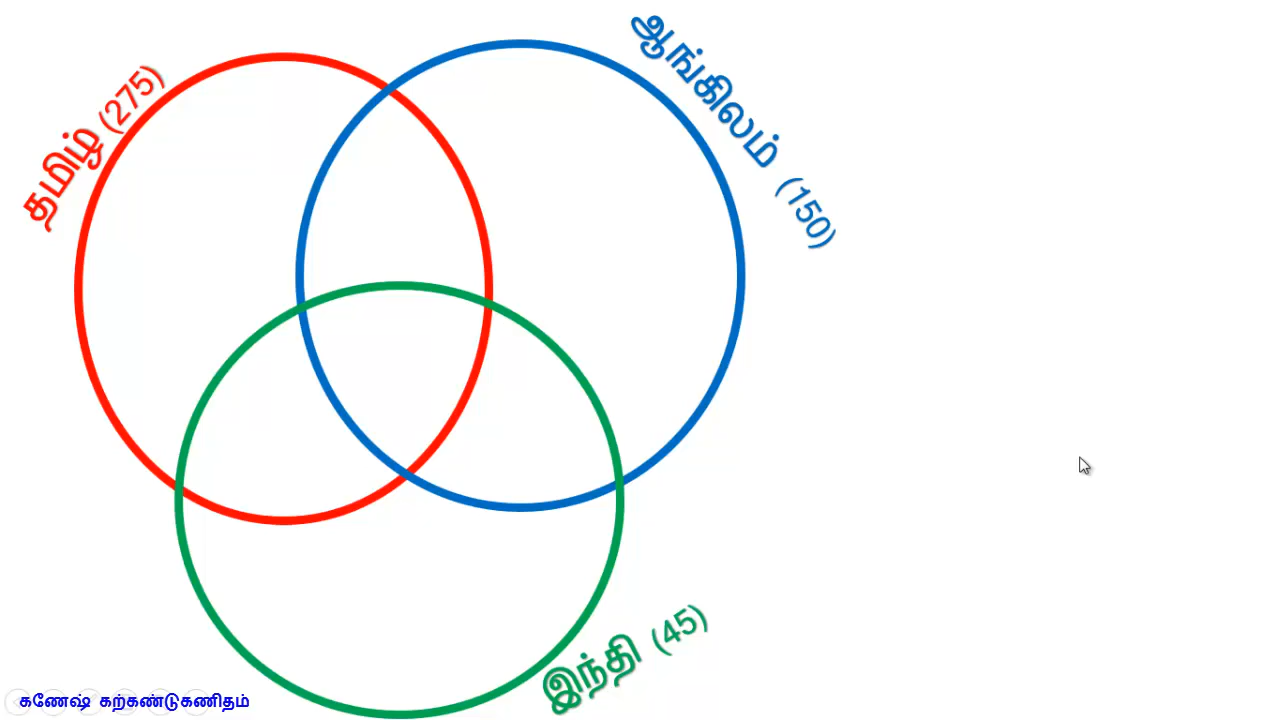 தமிழ் (275)
ஆங்கிலம் (150)
இந்தி (45)
கணேஷ் கற்கண்டுகணிதம்